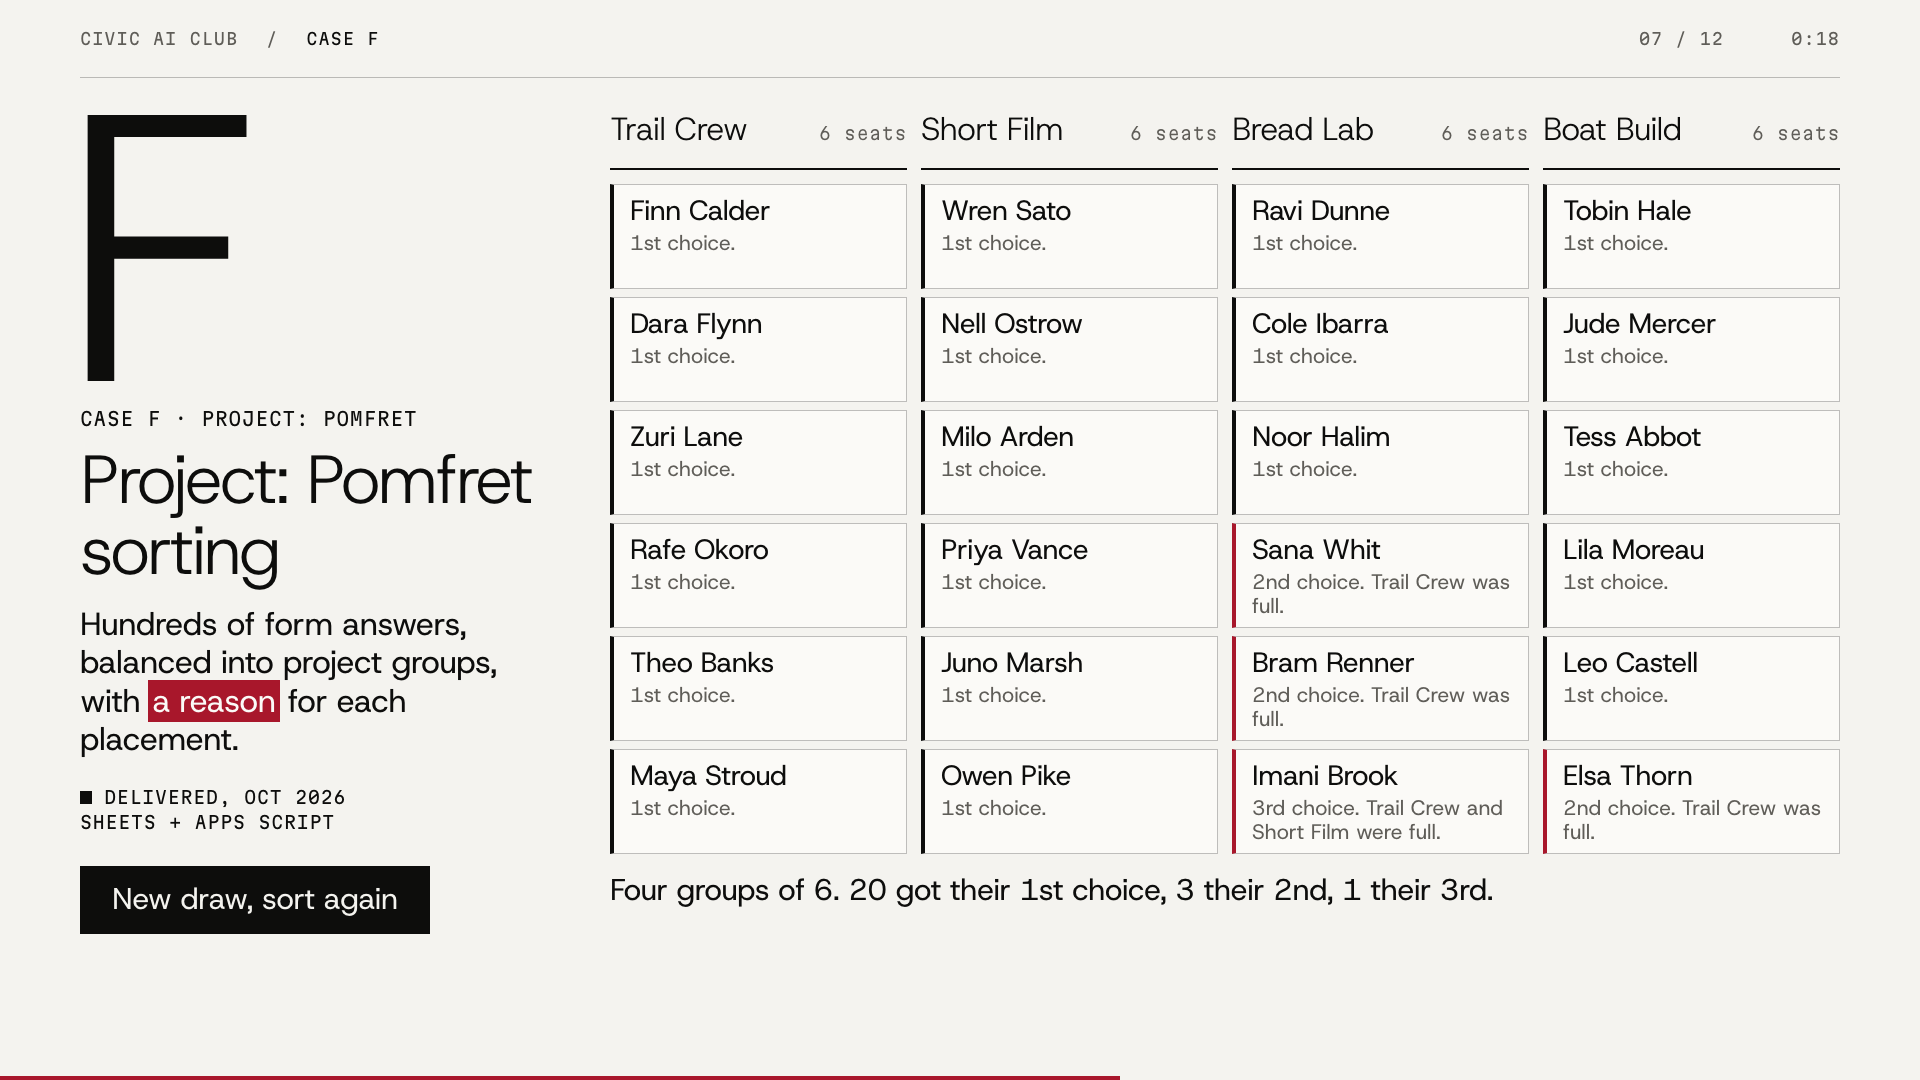 CIVIC AI CLUB / CASE F
07 / 12 0:18
F
CASE F · PROJECT: POMFRET
Project: Pomfret
sorting
Hundreds of form answers,
balanced into project groups,
with a reason for each
placement.
DELIVERED, OCT 2026
SHEETS + APPS SCRIPT
New draw, sort again
Trail Crew 6 seats
Finn Calder
1st choice.
Dara Flynn
1st choice.
Zuri Lane
1st choice.
Rafe Okoro
1st choice.
Theo Banks
1st choice.
Maya Stroud
1st choice.
Short Film 6 seats
Wren Sato
1st choice.
Nell Ostrow
1st choice.
Milo Arden
1st choice.
Priya Vance
1st choice.
Juno Marsh
1st choice.
Owen Pike
1st choice.
Bread Lab 6 seats
Ravi Dunne
1st choice.
Cole Ibarra
1st choice.
Noor Halim
1st choice.
Sana Whit
2nd choice. Trail Crew was
full.
Bram Renner
2nd choice. Trail Crew was
full.
Imani Brook
3rd choice. Trail Crew and
Short Film were full.
Boat Build 6 seats
Tobin Hale
1st choice.
Jude Mercer
1st choice.
Tess Abbot
1st choice.
Lila Moreau
1st choice.
Leo Castell
1st choice.
Elsa Thorn
2nd choice. Trail Crew was
full.
Four groups of 6. 20 got their 1st choice, 3 their 2nd, 1 their 3rd.